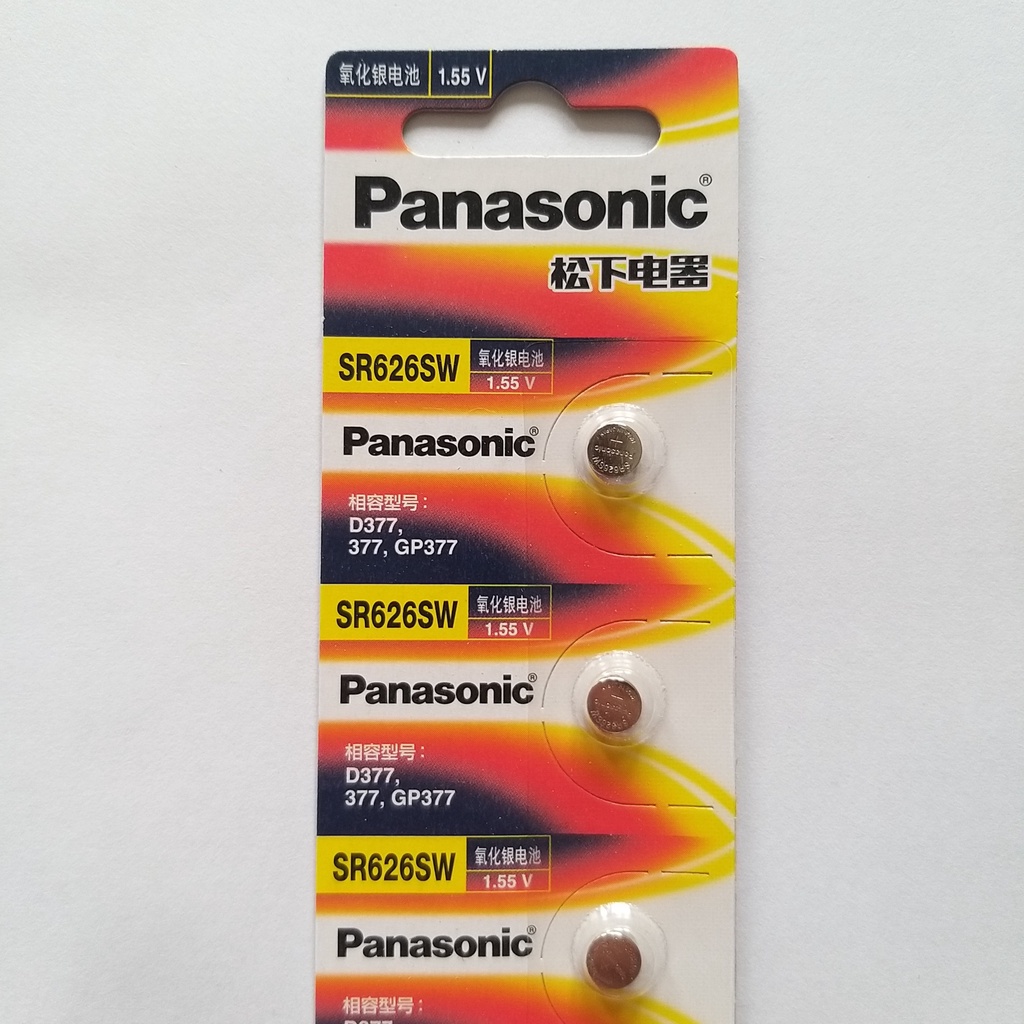 氧化银电池 1.55 V
Panasonic®
松下电器
SR626SW 氧化银电池
1.55 V
Panasonic®
相容型号：
D377,
377, GP377
SR626SW 氧化银电池
1.55 V
Panasonic®
相容型号：
D377,
377, GP377
SR626SW 氧化银电池
1.55 V
Panasonic®
相容型号：